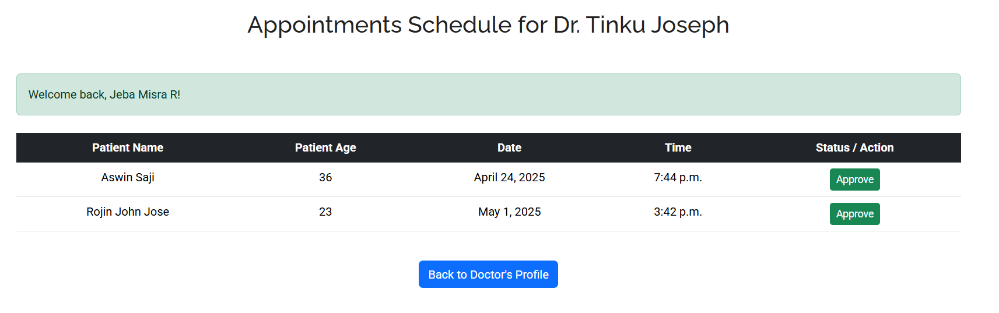 Appointments Schedule for Dr. Tinku Joseph
Welcome back, Jeba Misra R!
Patient Name Patient Age Date Time Status / Action
Aswin Saji 36 April 24, 2025 7:44 p.m. Approve
Rojin John Jose 23 May 1, 2025 3:42 p.m. Approve
Back to Doctor's Profile